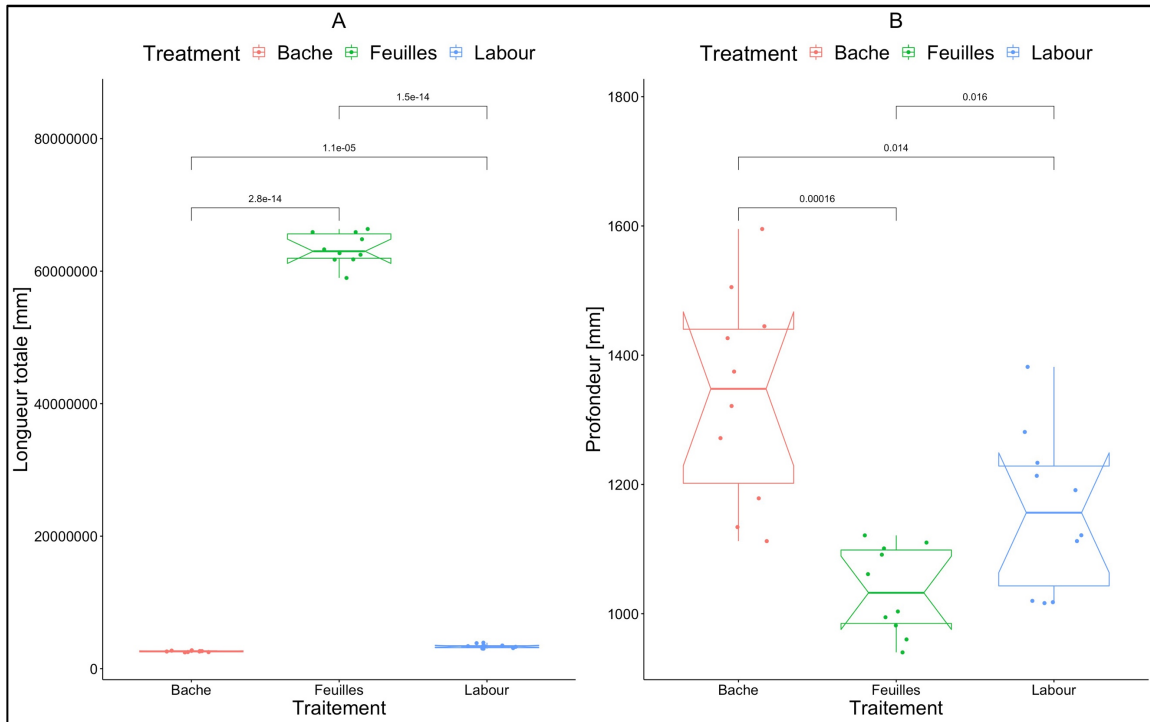 A
Treatment Bache Feuilles Labour
1.5e-14
1.1e-05
2.8e-14
80000000
60000000
40000000
20000000
0
Longueur totale [mm]
Bache Feuilles Labour
Traitement
B
Treatment Bache Feuilles Labour
0.016
0.014
0.00016
1800
1600
1400
1200
1000
Profondeur [mm]
Bache Feuilles Labour
Traitement